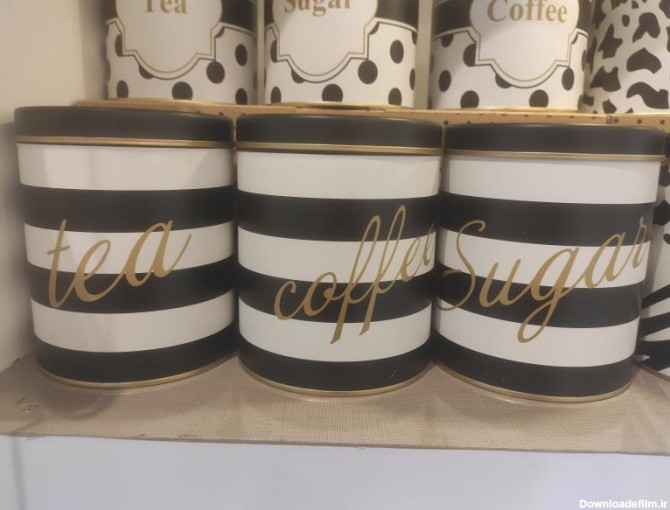 Tea
Sugar
Coffee
tea
coffee
Sugar
Downloadefilm.ir